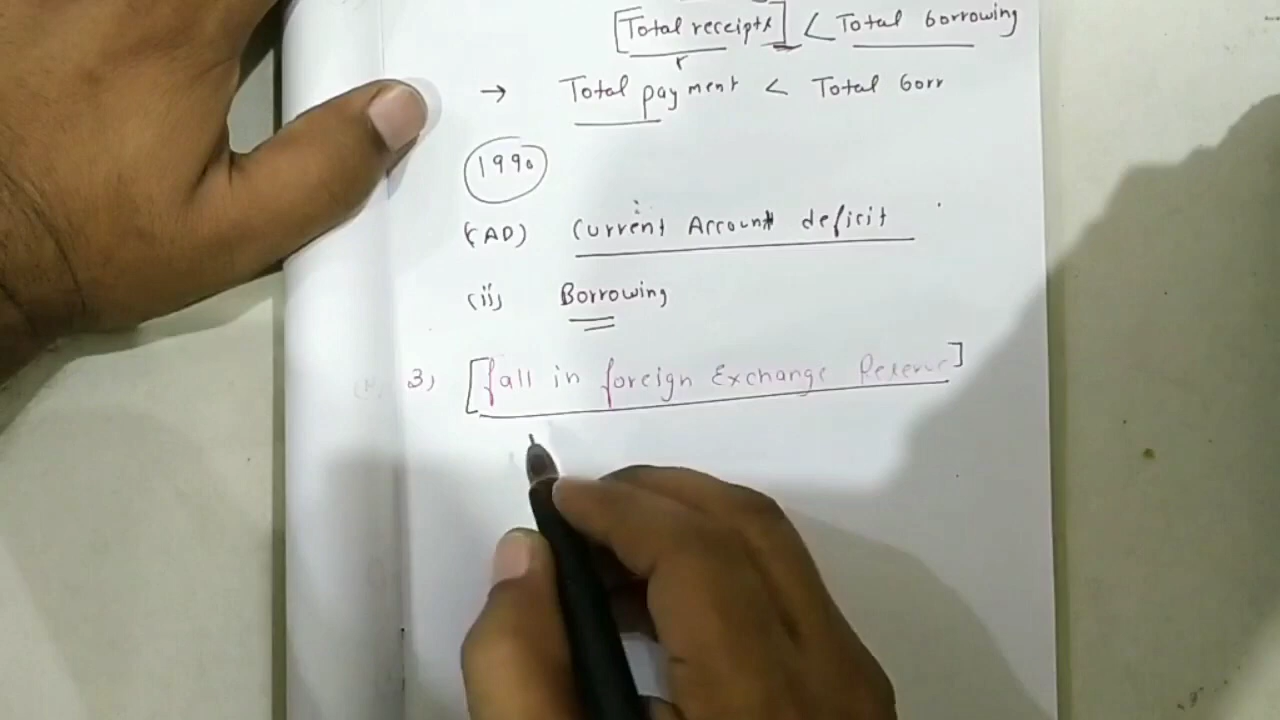 [Total receipts] < Total borrowing
r
→ Total payment < Total borr
1990
(AD) Current Account deficit
(ii) Borrowing
3) [fall in foreign Exchange Reserve]